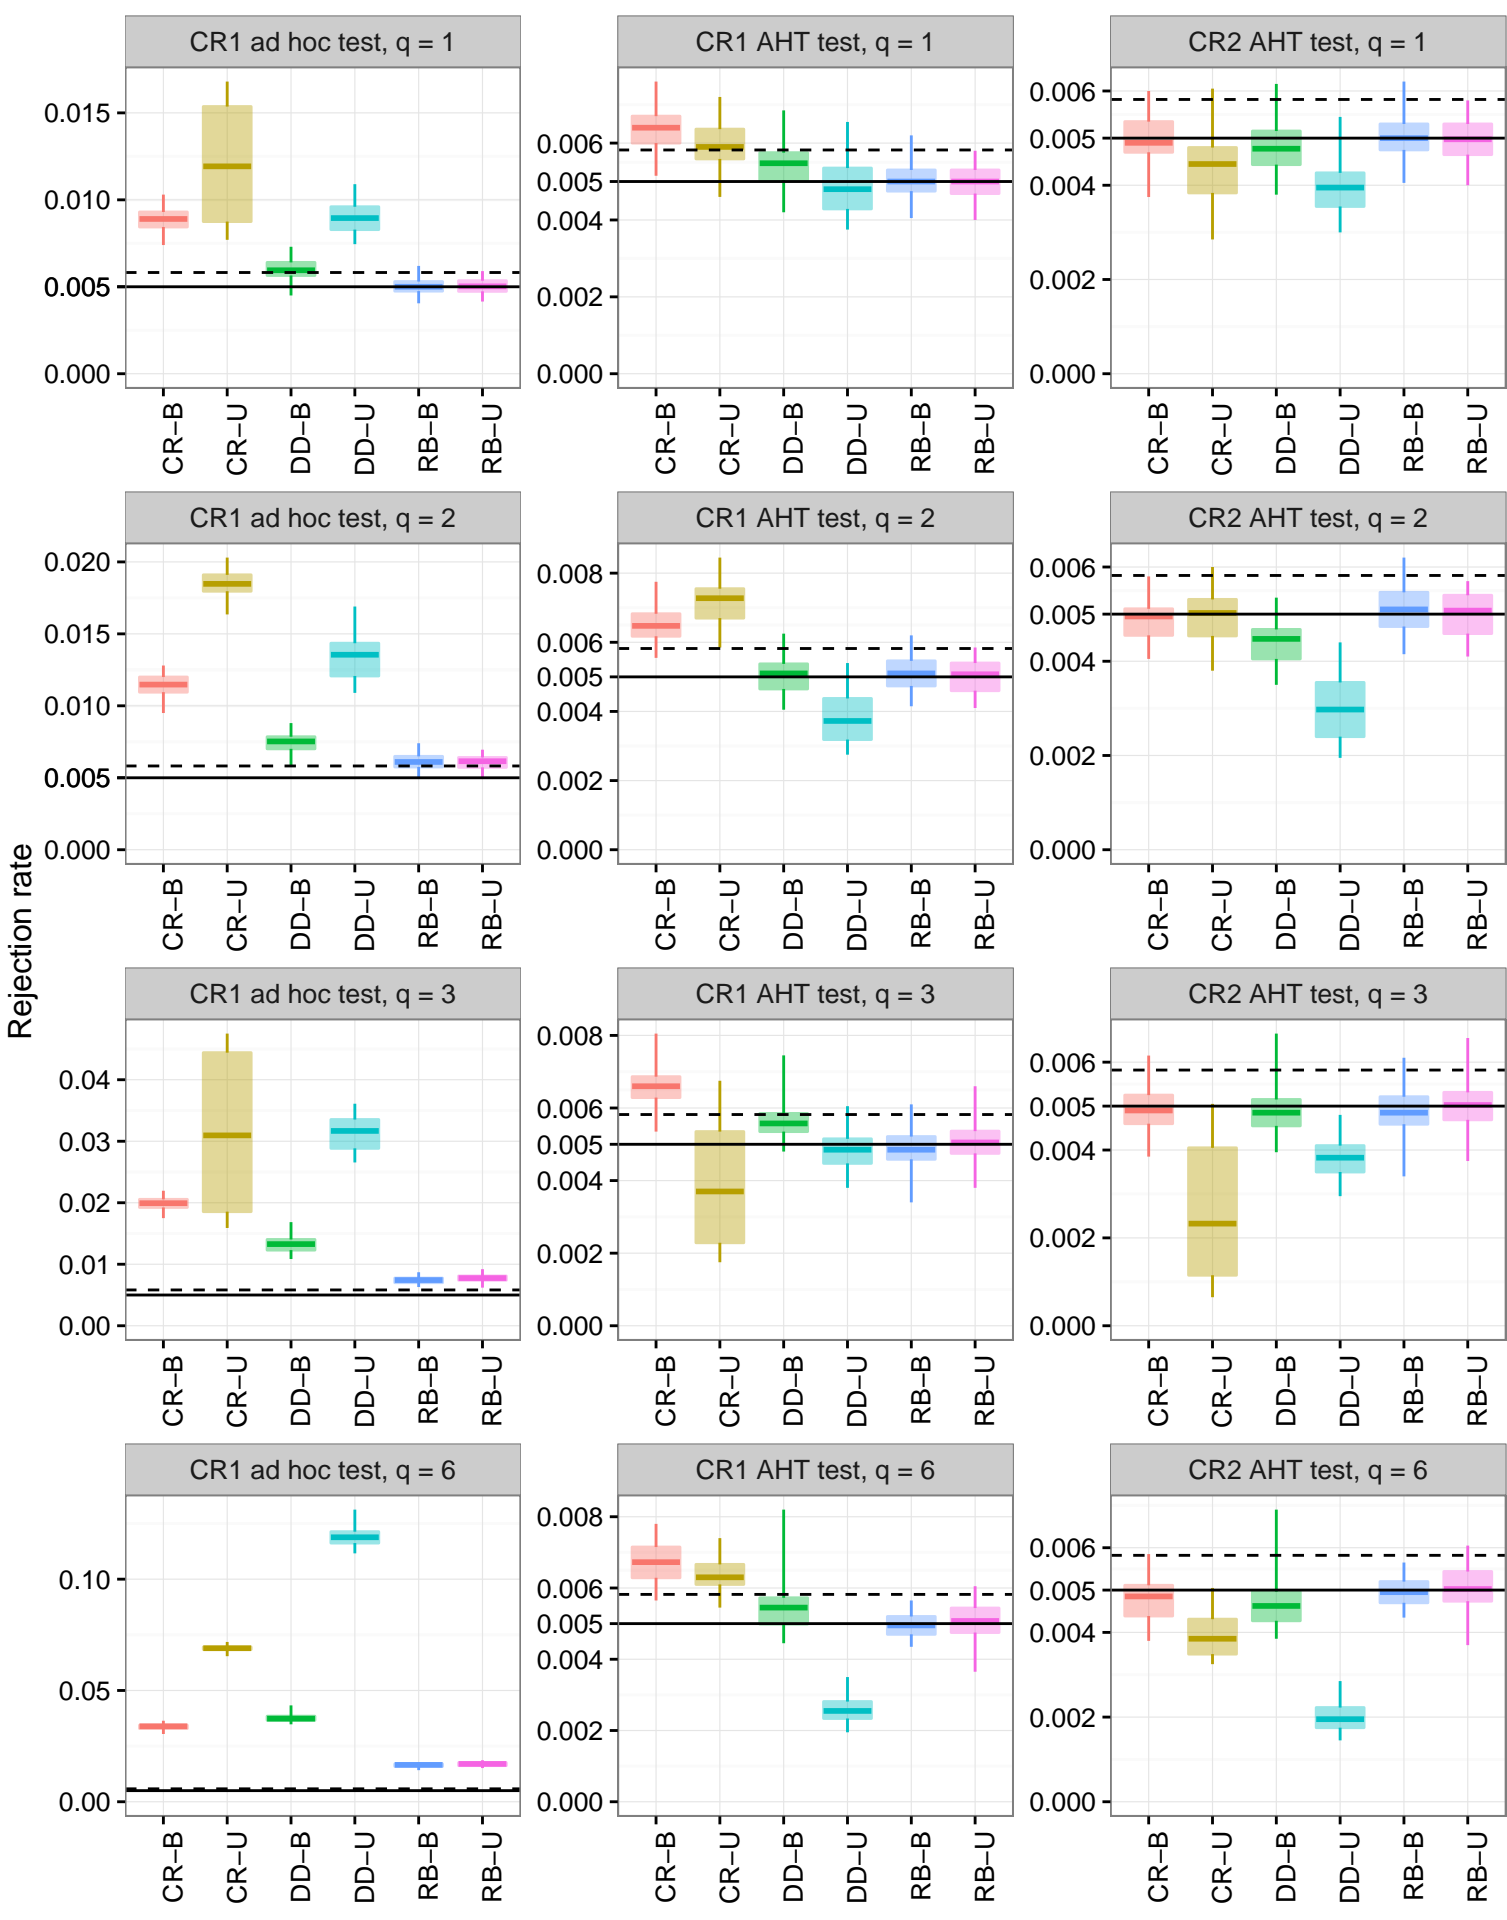 Rejection rate
CR1 ad hoc test, q = 1
0.015
0.010
0.005
0.000
CR−B
CR−U
DD−B
DD−U
RB−B
RB−U
CR1 AHT test, q = 1
0.006
0.005
0.004
0.002
0.000
CR−B
CR−U
DD−B
DD−U
RB−B
RB−U
CR2 AHT test, q = 1
0.006
0.005
0.004
0.002
0.000
CR−B
CR−U
DD−B
DD−U
RB−B
RB−U
CR1 ad hoc test, q = 2
0.020
0.015
0.010
0.005
0.000
CR−B
CR−U
DD−B
DD−U
RB−B
RB−U
CR1 AHT test, q = 2
0.008
0.006
0.005
0.004
0.002
0.000
CR−B
CR−U
DD−B
DD−U
RB−B
RB−U
CR2 AHT test, q = 2
0.006
0.005
0.004
0.002
0.000
CR−B
CR−U
DD−B
DD−U
RB−B
RB−U
CR1 ad hoc test, q = 3
0.04
0.03
0.02
0.01
0.00
CR−B
CR−U
DD−B
DD−U
RB−B
RB−U
CR1 AHT test, q = 3
0.008
0.006
0.005
0.004
0.002
0.000
CR−B
CR−U
DD−B
DD−U
RB−B
RB−U
CR2 AHT test, q = 3
0.006
0.005
0.004
0.002
0.000
CR−B
CR−U
DD−B
DD−U
RB−B
RB−U
CR1 ad hoc test, q = 6
0.10
0.05
0.00
CR−B
CR−U
DD−B
DD−U
RB−B
RB−U
CR1 AHT test, q = 6
0.008
0.006
0.005
0.004
0.002
0.000
CR−B
CR−U
DD−B
DD−U
RB−B
RB−U
CR2 AHT test, q = 6
0.006
0.005
0.004
0.002
0.000
CR−B
CR−U
DD−B
DD−U
RB−B
RB−U